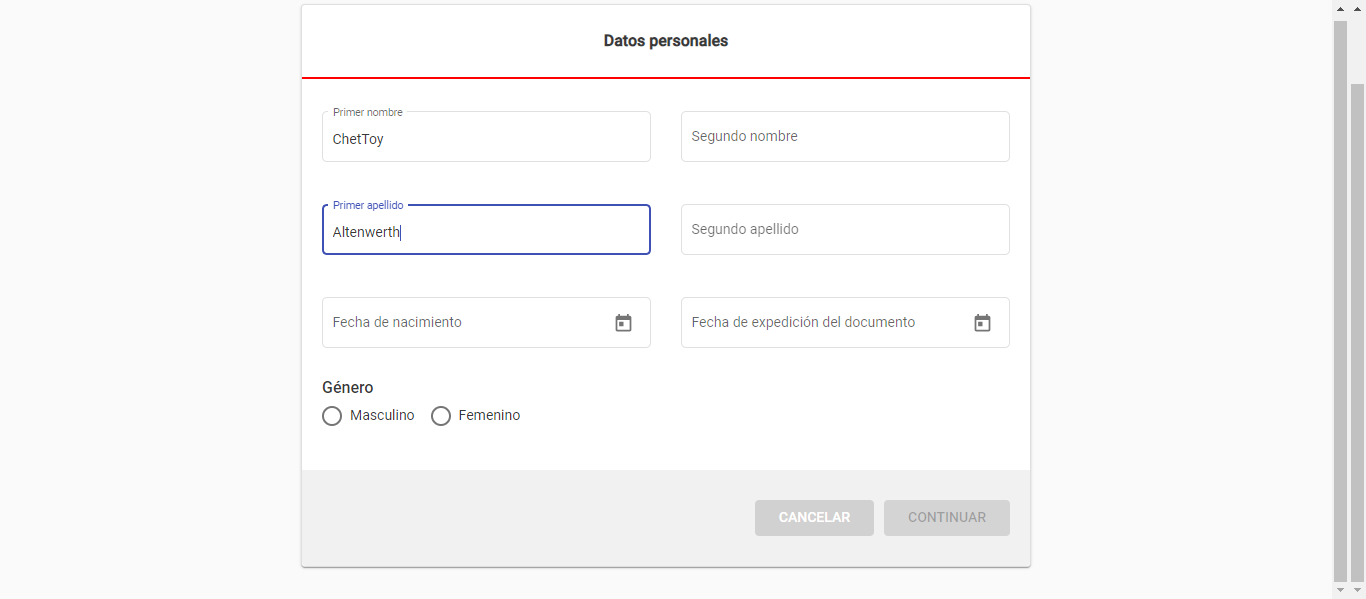 Datos personales
Primer nombre
ChetToy
Segundo nombre
Primer apellido
Altenwerth
Segundo apellido
Fecha de nacimiento
Fecha de expedición del documento
Género
Masculino Femenino
CANCELAR CONTINUAR